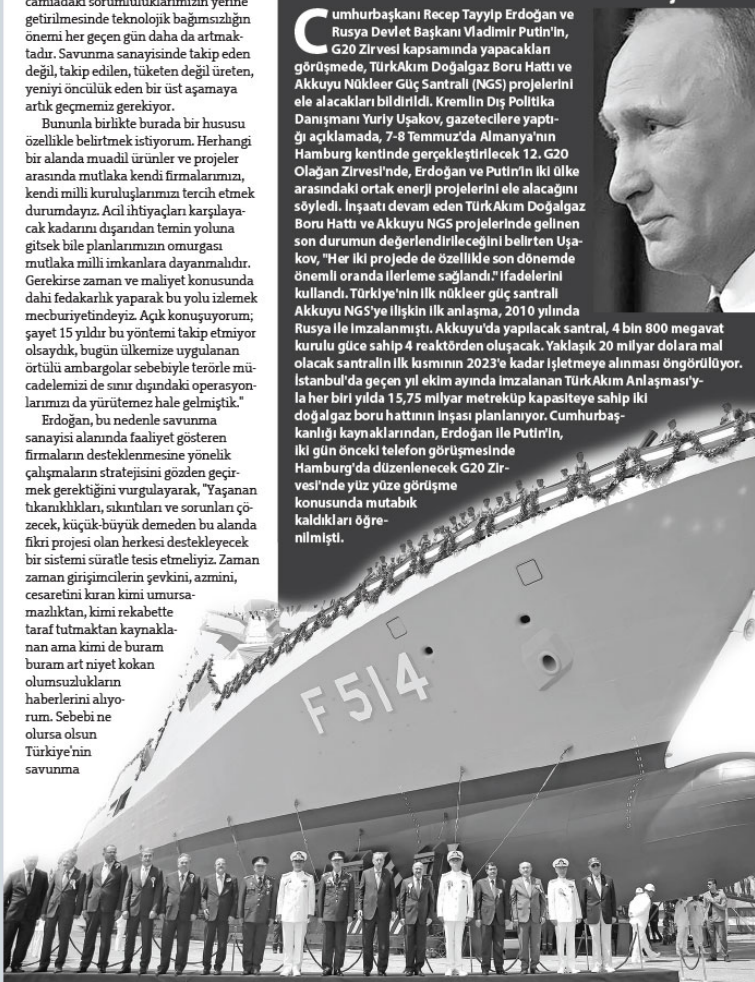 camiadaki sorumluluklarımızın yerine
getirilmesinde teknolojik bağımsızlığın
önemi her geçen gün daha da artmak-
tadır. Savunma sanayisinde takip eden
değil, takip edilen, tüketen değil üreten,
yeniyi öncülük eden bir üst aşamaya
artık geçmemiz gerekiyor.
Bununla birlikte burada bir hususu
özellikle belirtmek istiyorum. Herhangi
bir alanda muadil ürünler ve projeler
arasında mutlaka kendi firmalarımızı,
kendi milli kuruluşlarımızı tercih etmek
durumdayız. Acil ihtiyaçları karşılaya-
cak kadarını dışarıdan temin yoluna
gitsek bile planlarımızın omurgası
mutlaka milli imkanlara dayanmalıdır.
Gerekirse zaman ve maliyet konusunda
dahi fedakarlık yaparak bu yolu izlemek
mecburiyetindeyiz. Açık konuşuyorum;
şayet 15 yıldır bu yöntemi takip etmiyor
olsaydık, bugün ülkemize uygulanan
örtülü ambargolar sebebiyle terörle mü-
cadelemizi de sınır dışındaki operasyon-
larımızı da yürütemez hale gelmiştik."
Erdoğan, bu nedenle savunma
sanayisi alanında faaliyet gösteren
firmaların desteklenmesine yönelik
çalışmaların stratejisini gözden geçir-
mek gerektiğini vurgulayarak, "Yaşanan
tıkanıklıkları, sıkıntıları ve sorunları çö-
zecek, küçük-büyük demeden bu alanda
fikri projesi olan herkesi destekleyecek
bir sistemi süratle tesis etmeliyiz. Zaman
zaman girişimcilerin şevkini, azmini,
cesaretini kıran kimi umursa-
mazlıktan, kimi rekabette
taraf tutmaktan kaynakla-
nan ama kimi de buram
buram art niyet kokan
olumsuzlukların
haberlerini alıyo-
rum. Sebebi ne
olursa olsun
Türkiye'nin
savunma
Cumhurbaşkanı Recep Tayyip Erdoğan ve
Rusya Devlet Başkanı Vladimir Putin'in,
G20 Zirvesi kapsamında yapacakları
görüşmede, TürkAkım Doğalgaz Boru Hattı ve
Akkuyu Nükleer Güç Santrali (NGS) projelerini
ele alacakları bildirildi. Kremlin Dış Politika
Danışmanı Yuriy Uşakov, gazetecilere yaptı-
ğı açıklamada, 7-8 Temmuz'da Almanya'nın
Hamburg kentinde gerçekleştirilecek 12. G20
Olağan Zirvesi'nde, Erdoğan ve Putin'in iki ülke
arasındaki ortak enerji projelerini ele alacağını
söyledi. İnşaatı devam eden TürkAkım Doğalgaz
Boru Hattı ve Akkuyu NGS projelerinde gelinen
son durumun değerlendirileceğini belirten Uşa-
kov, "Her iki projede de özellikle son dönemde
önemli oranda ilerleme sağlandı." ifadelerini
kullandı. Türkiye'nin ilk nükleer güç santrali
Akkuyu NGS'ye ilişkin ilk anlaşma, 2010 yılında
Rusya ile imzalanmıştı. Akkuyu'da yapılacak santral, 4 bin 800 megavat
kurulu güce sahip 4 reaktörden oluşacak. Yaklaşık 20 milyar dolara mal
olacak santralin ilk kısmının 2023'e kadar işletmeye alınması öngörülüyor.
İstanbul'da geçen yıl ekim ayında imzalanan TürkAkım Anlaşması'y-
la her biri yılda 15,75 milyar metreküp kapasiteye sahip iki
doğalgaz boru hattının inşası planlanıyor. Cumhurbaş-
kanlığı kaynaklarından, Erdoğan ile Putin'in,
iki gün önceki telefon görüşmesinde
Hamburg'da düzenlenecek G20 Zir-
vesi'nde yüz yüze görüşme
konusunda mutabık
kaldıkları öğre-
nilmişti.
F 514